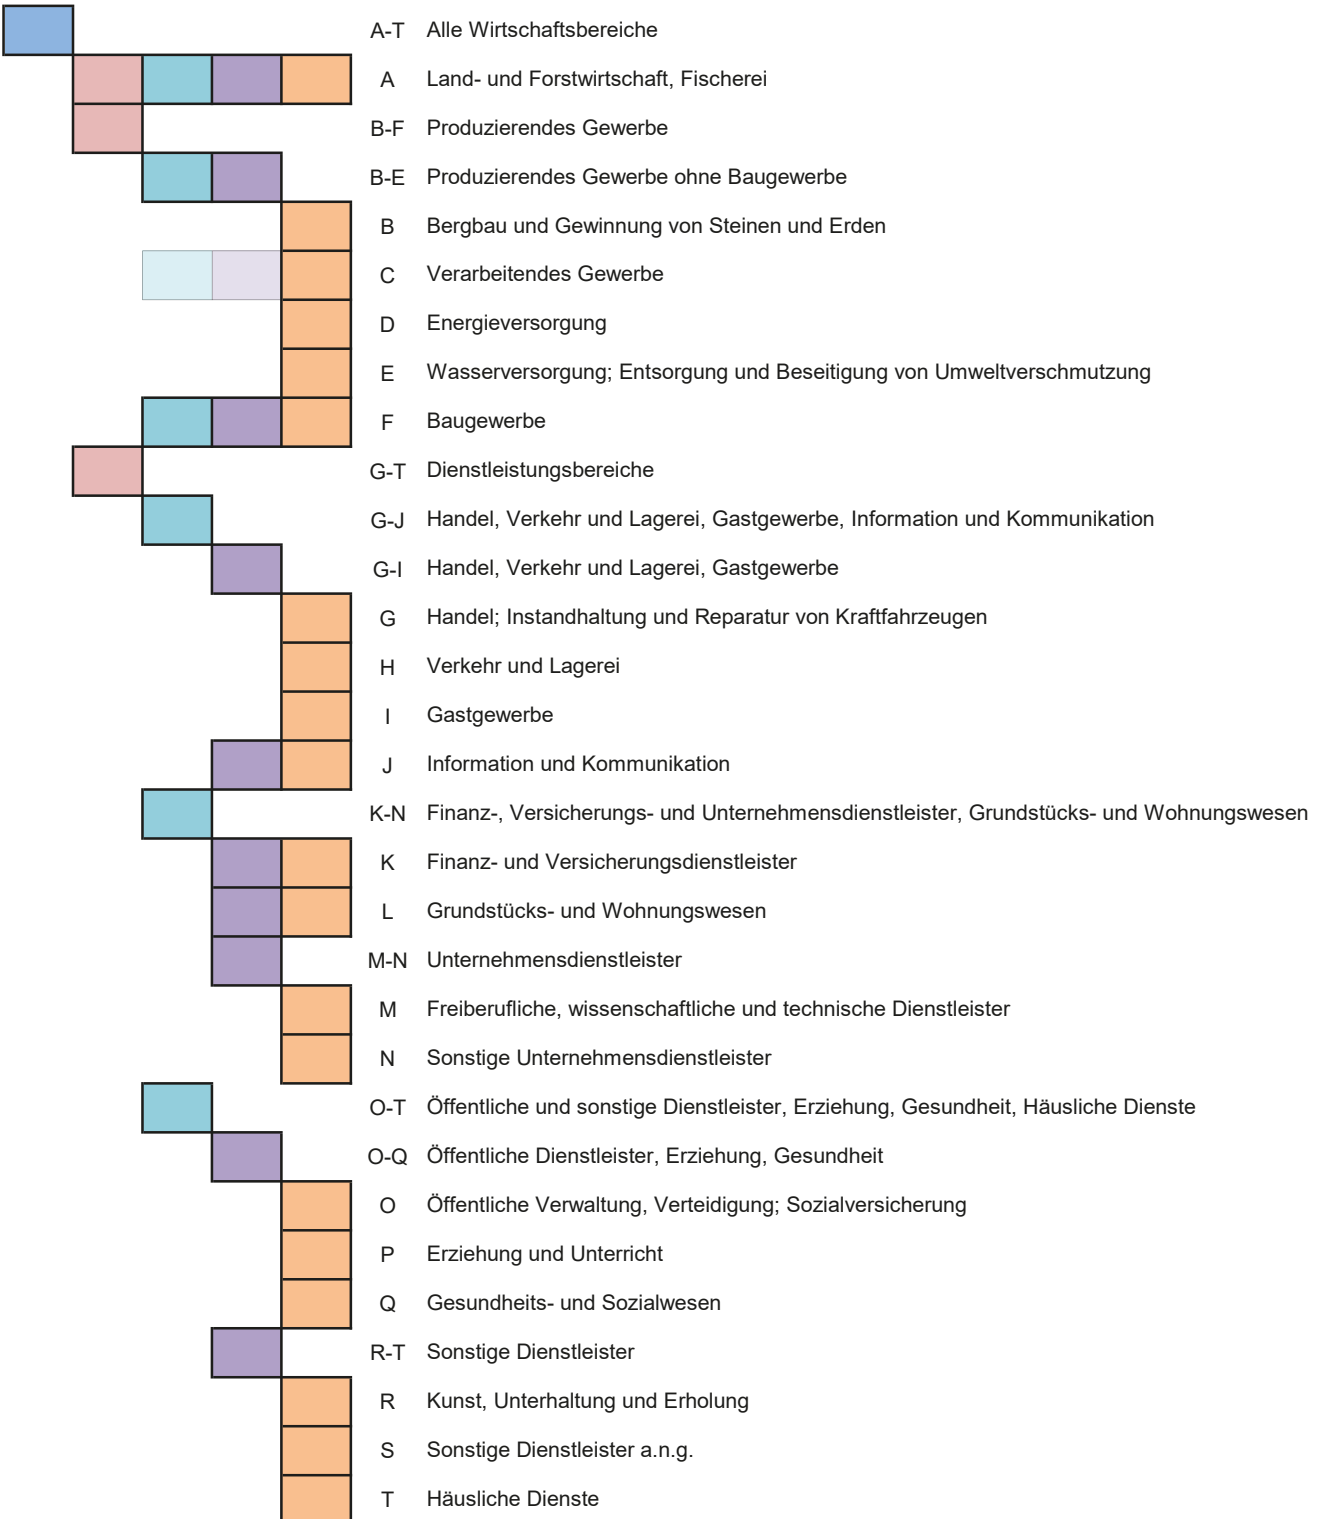 A-T Alle Wirtschaftsbereiche
A Land- und Forstwirtschaft, Fischerei
B-F Produzierendes Gewerbe
B-E Produzierendes Gewerbe ohne Baugewerbe
B Bergbau und Gewinnung von Steinen und Erden
C Verarbeitendes Gewerbe
D Energieversorgung
E Wasserversorgung; Entsorgung und Beseitigung von Umweltverschmutzung
F Baugewerbe
G-T Dienstleistungsbereiche
G-J Handel, Verkehr und Lagerei, Gastgewerbe, Information und Kommunikation
G-I Handel, Verkehr und Lagerei, Gastgewerbe
G Handel; Instandhaltung und Reparatur von Kraftfahrzeugen
H Verkehr und Lagerei
I Gastgewerbe
J Information und Kommunikation
K-N Finanz-, Versicherungs- und Unternehmensdienstleister, Grundstücks- und Wohnungswesen
K Finanz- und Versicherungsdienstleister
L Grundstücks- und Wohnungswesen
M-N Unternehmensdienstleister
M Freiberufliche, wissenschaftliche und technische Dienstleister
N Sonstige Unternehmensdienstleister
O-T Öffentliche und sonstige Dienstleister, Erziehung, Gesundheit, Häusliche Dienste
O-Q Öffentliche Dienstleister, Erziehung, Gesundheit
O Öffentliche Verwaltung, Verteidigung; Sozialversicherung
P Erziehung und Unterricht
Q Gesundheits- und Sozialwesen
R-T Sonstige Dienstleister
R Kunst, Unterhaltung und Erholung
S Sonstige Dienstleister a.n.g.
T Häusliche Dienste